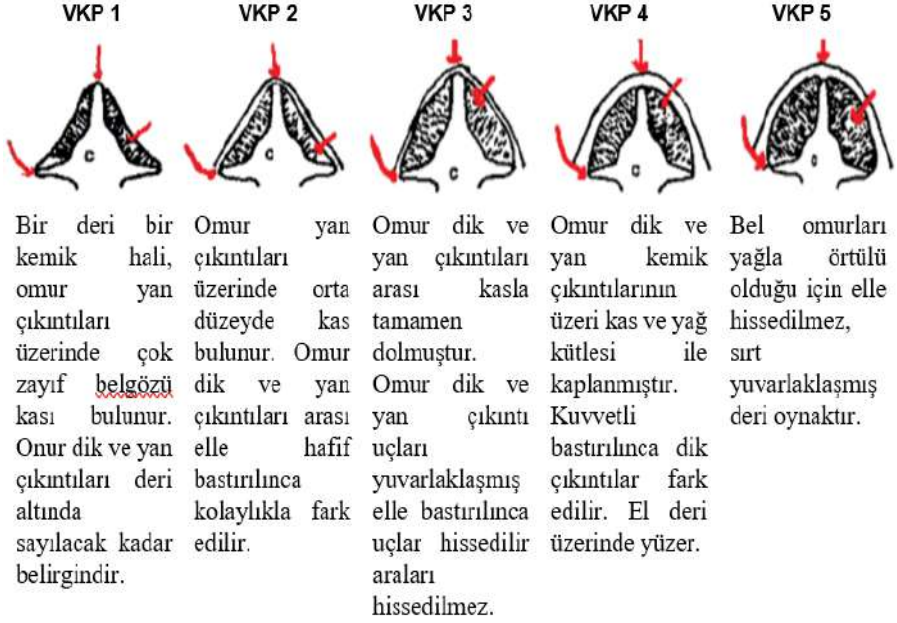 VKP 1
VKP 2
VKP 3
VKP 4
VKP 5
c
c
c
c
Bir deri bir
kemik hali,
omur yan
çıkıntıları
üzerinde çok
zayıf belgözü
kası bulunur.
Onur dik ve yan
çıkıntıları deri
altında
sayılacak kadar
belirgindir.
Omur yan
çıkıntıları
üzerinde orta
düzeyde kas
bulunur. Omur
dik ve yan
çıkıntıları arası
elle hafif
bastırılınca
kolaylıkla fark
edilir.
Omur dik ve
yan çıkıntıları
arası kasla
tamamen
dolmuştur.
Omur dik ve
yan çıkıntı
uçları
yuvarlaklaşmış
elle bastırılınca
uçlar hissedilir
araları
hissedilmez.
Omur dik ve
yan kemik
çıkıntılarının
üzeri kas ve yağ
kütlesi ile
kaplanmıştır.
Kuvvetli
bastırılınca dik
çıkıntılar fark
edilir. El deri
üzerinde yüzer.
Bel omurları
yağla örtülü
olduğu için elle
hissedilmez,
sırt
yuvarlaklaşmış
deri oynaktır.